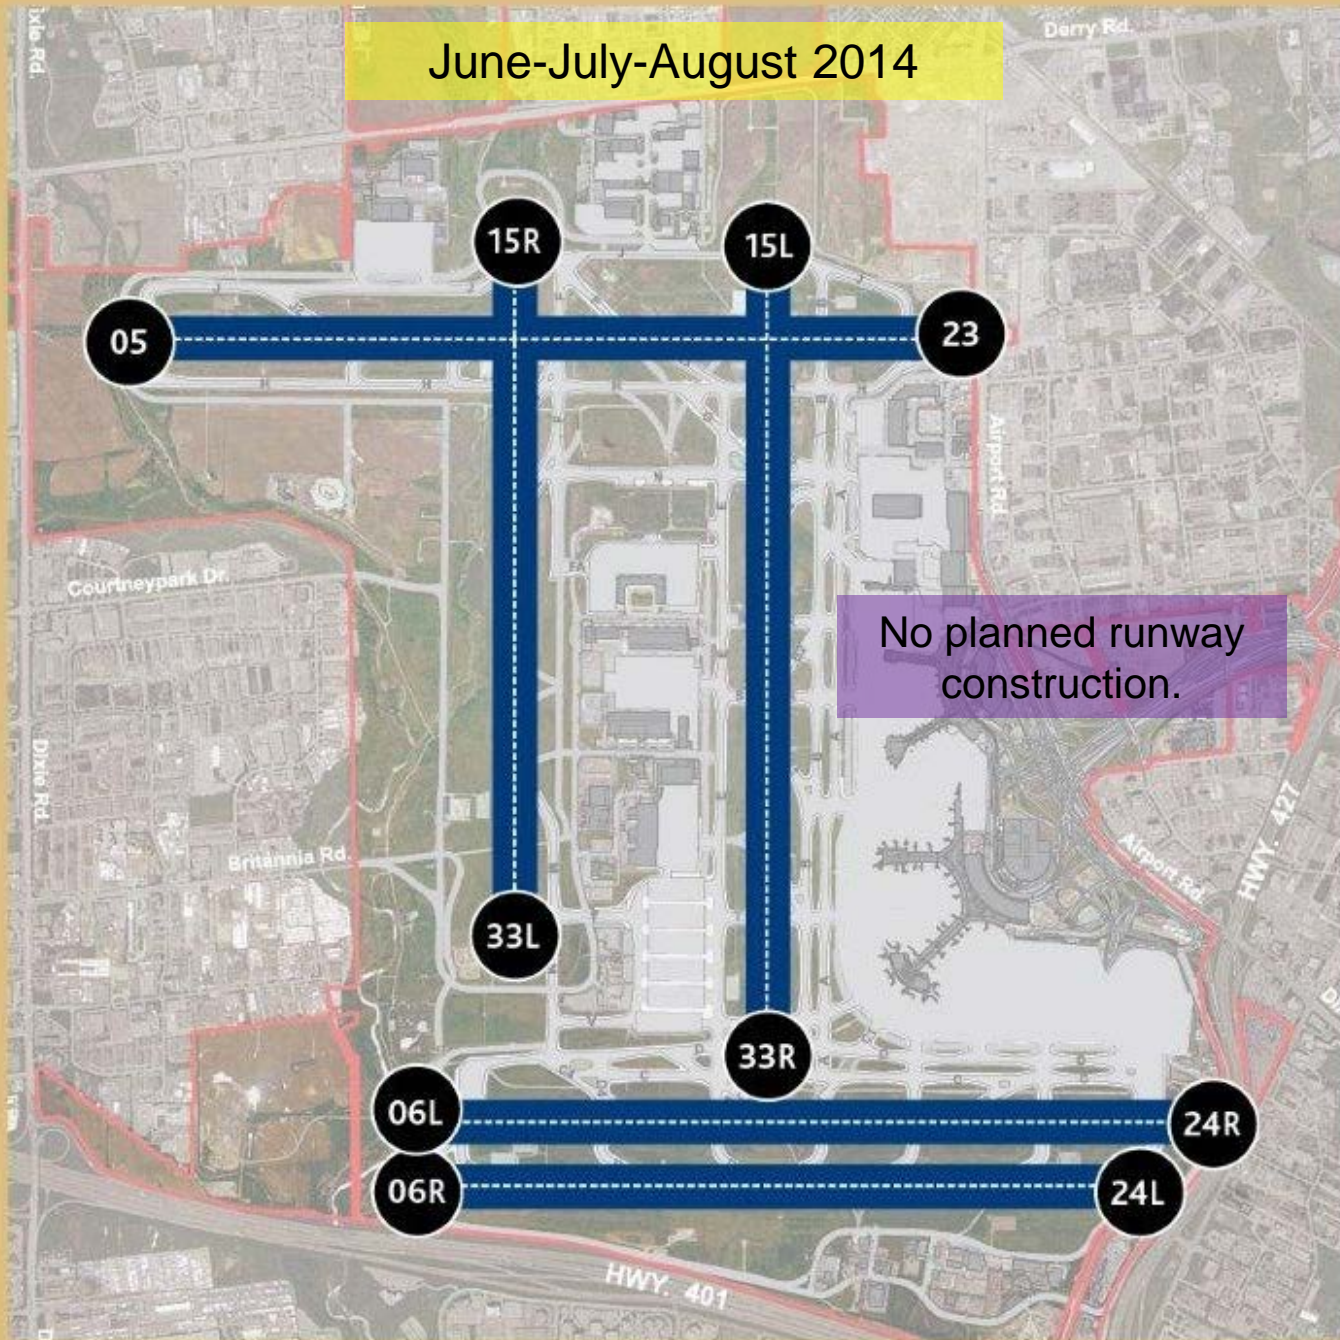 June-July-August 2014
Derry Rd.
15R
15L
05
23
Airport Rd.
Courtneypark Dr.
No planned runway
construction.
Dixie Rd.
HWY. 427
Britannia Rd.
Airport Rd.
33L
33R
06L
24R
06R
24L
HWY. 401